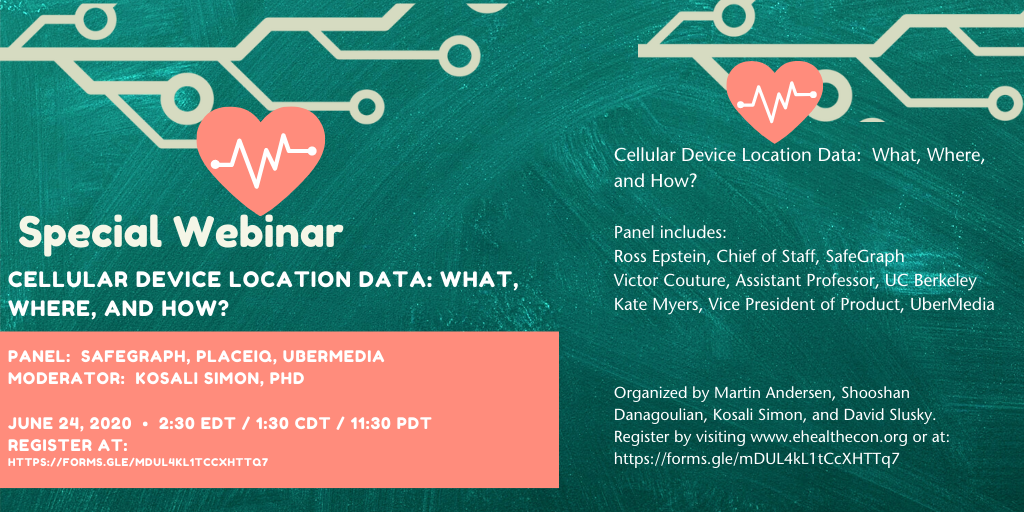 Special Webinar
CELLULAR DEVICE LOCATION DATA: WHAT,
WHERE, AND HOW?
PANEL:  SAFEGRAPH, PLACEIQ, UBERMEDIA
MODERATOR:  KOSALI SIMON, PHD
JUNE 24, 2020 • 2:30 EDT / 1:30 CDT / 11:30 PDT
REGISTER AT:
HTTPS://FORMS.GLE/MDUL4KL1TCCXHTTQ7
Cellular Device Location Data:  What, Where,
and How?
Panel includes:
Ross Epstein, Chief of Staff, SafeGraph
Victor Couture, Assistant Professor, UC Berkeley
Kate Myers, Vice President of Product, UberMedia
Organized by Martin Andersen, Shooshan
Danagoulian, Kosali Simon, and David Slusky.
Register by visiting www.ehealthecon.org or at:
https://forms.gle/mDUL4kL1tCcXHTTq7